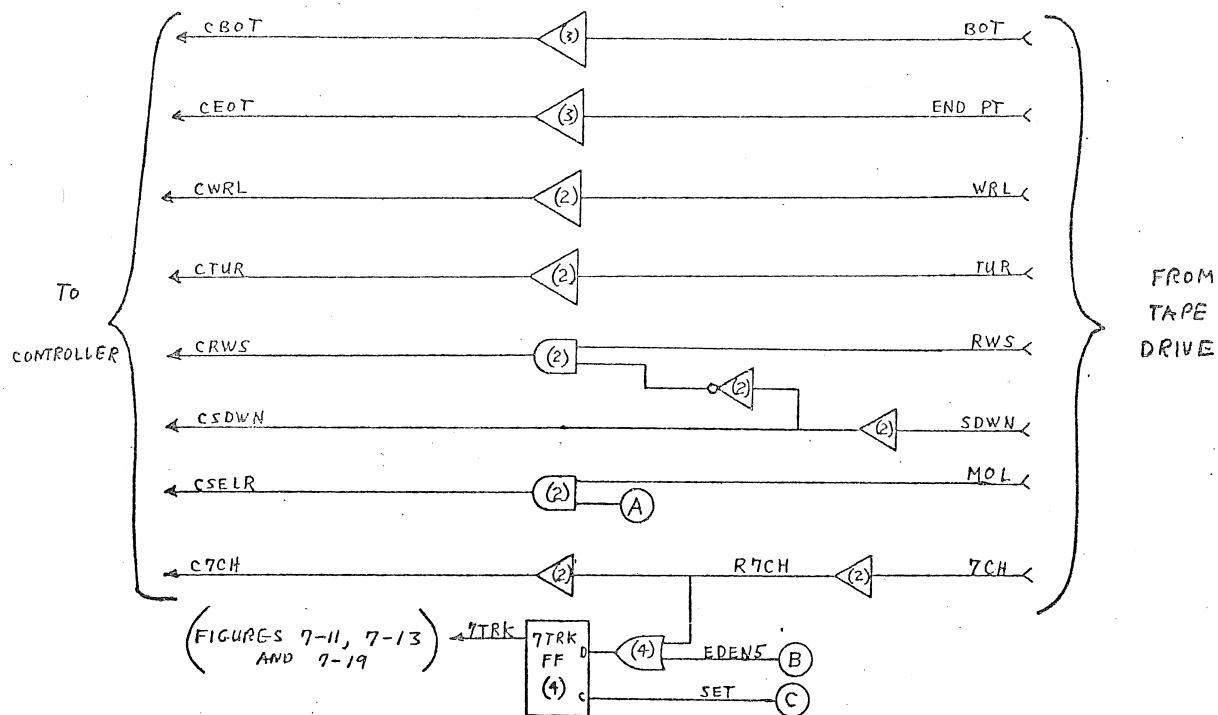 CBOT (3) BOT
CEOT (3) END PT
CWRL (2) WRL
CTUR (2) TUR
TO
CONTROLLER
FROM
TAPE
DRIVE
CRWS (2) RWS
(2)
CSDWN (2) SDWN
CSELR (2) MOL
A
C7CH (2) R7CH (2) 7CH
(FIGURES 7-11, 7-13
AND 7-19)
7TRK
7TRK
FF
(4)
D
C
(4)
EDEN5 B
SET C